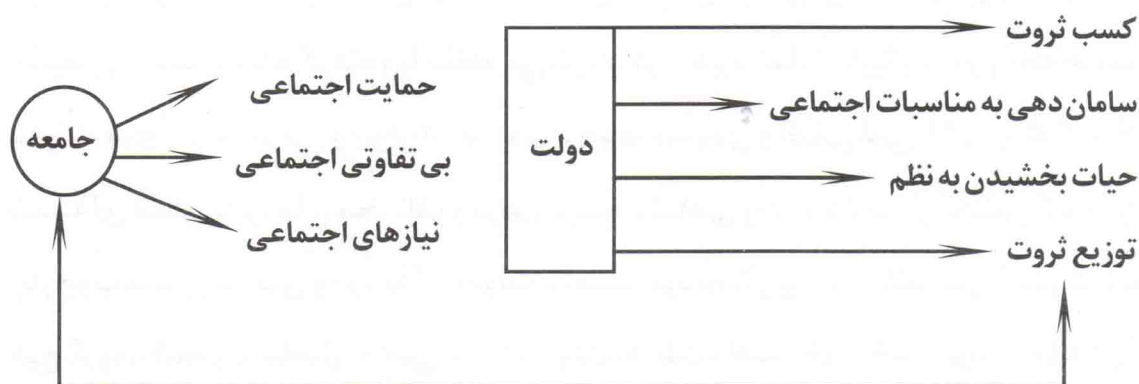 کسب ثروت
سامان دهی به مناسبات اجتماعی
دولت
حیات بخشیدن به نظم
توزیع ثروت
حمایت اجتماعی
جامعه
بی تفاوتی اجتماعی
نیازهای اجتماعی